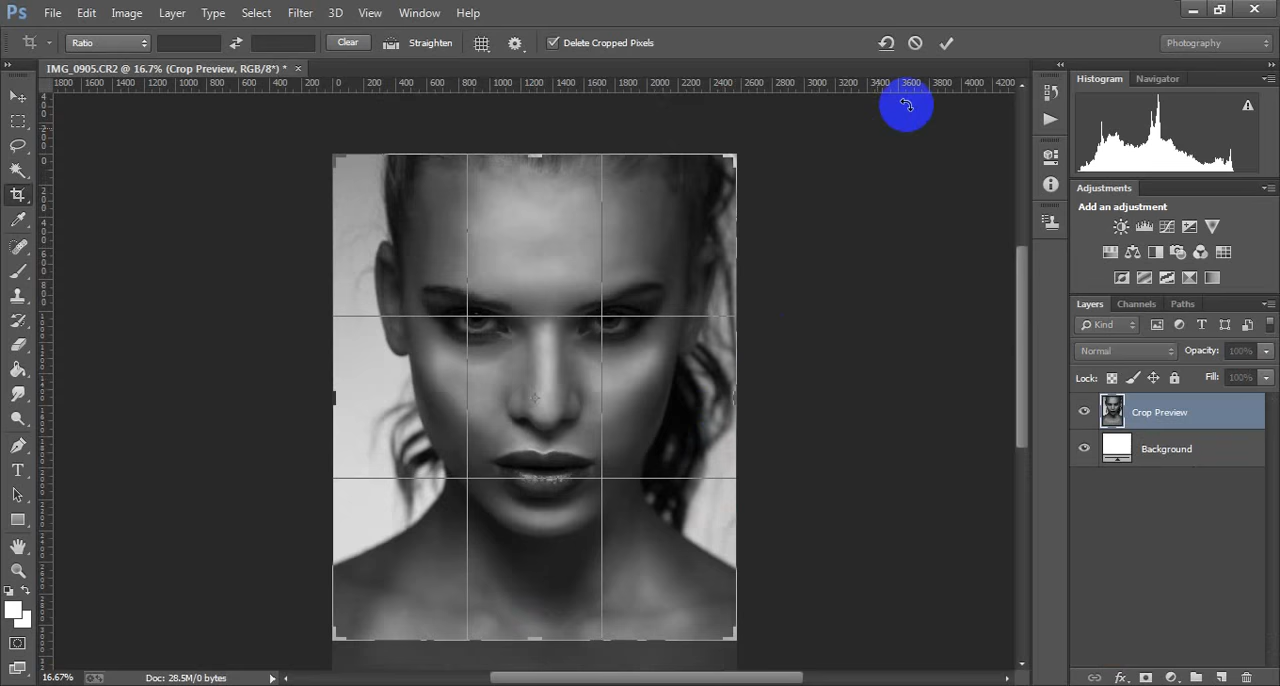 Ps File Edit Image Layer Type Select Filter 3D View Window Help
Ratio Clear Straighten Delete Cropped Pixels Photography
IMG_0905.CR2 @ 16.7% (Crop Preview, RGB/8*) * ×
1800 1600 1400 1200 1000 800 600 400 200 0 200 400 600 800 1000 1200 1400 1600 1800 2000 2200 2400 2600 2800 3000 3200 3400 3600 3800 4000 4200
Histogram Navigator
Adjustments
Add an adjustment
Layers Channels Paths
Kind
Normal Opacity: 100%
Lock: Fill: 100%
Crop Preview
Background
16.67% Doc: 28.5M/0 bytes